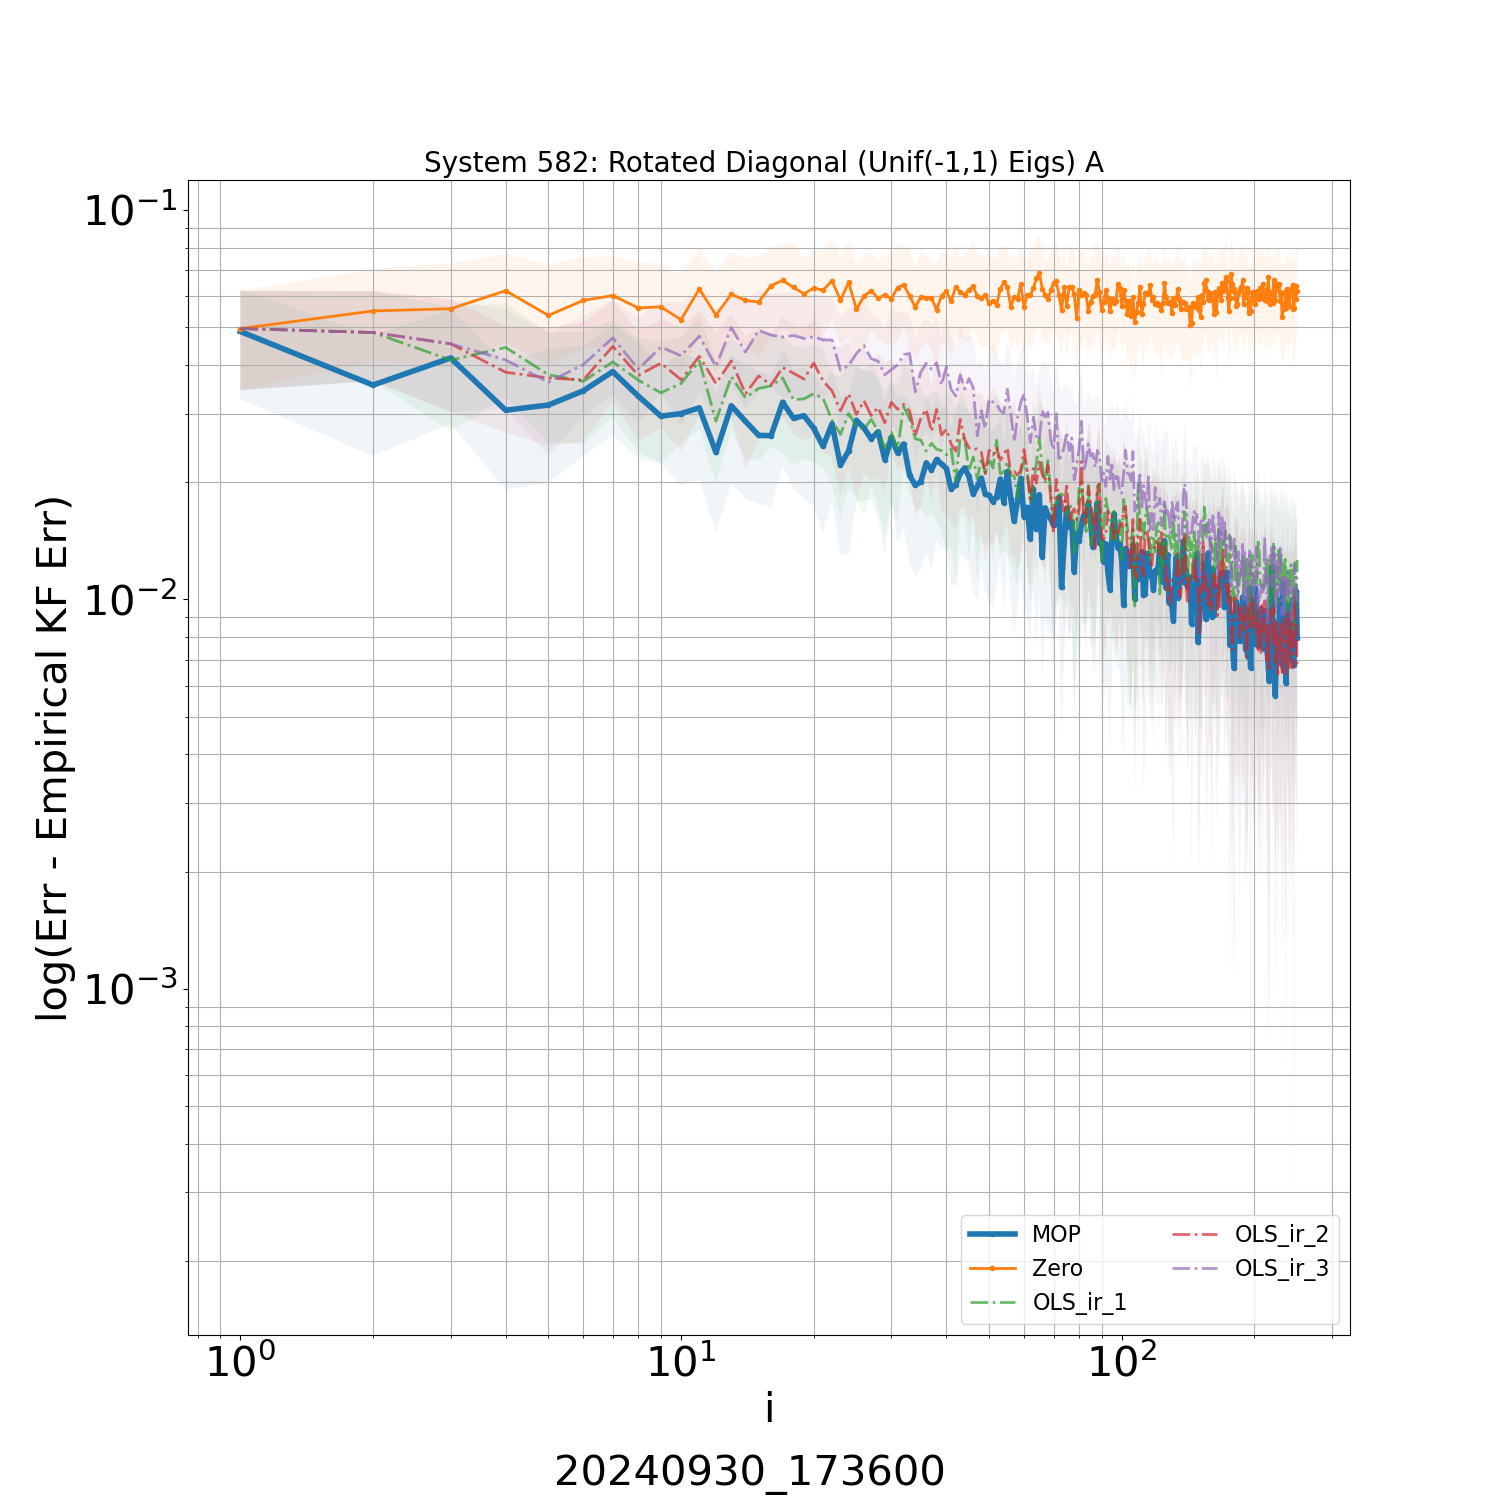 System 582: Rotated Diagonal (Unif(-1,1) Eigs) A
log(Err - Empirical KF Err)
10⁻¹
10⁻²
10⁻³
10⁰ 10¹ 10²
i
20240930_173600
MOP
Zero
OLS_ir_1
OLS_ir_2
OLS_ir_3